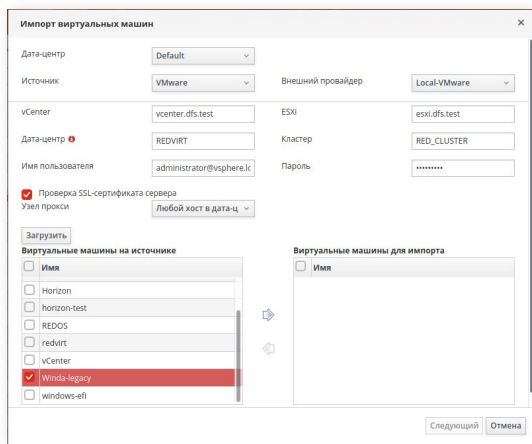 Импорт виртуальных машин
Дата-центр Default
Источник VMware Внешний провайдер Local-VMware
vCenter vcenter.dfs.test ESXi esxi.dfs.test
Дата-центр REDVIRT Кластер RED_CLUSTER
Имя пользователя administrator@vsphere.lc Пароль ••••••••
Проверка SSL-сертификата сервера
Узел прокси Любой хост в дата-ц
Загрузить
Виртуальные машины на источнике Виртуальные машины для импорта
Имя Имя
Horizon
horizon-test
REDOS
redvirt
vCenter
Winda-legacy
windows-efi
Следующий Отмена